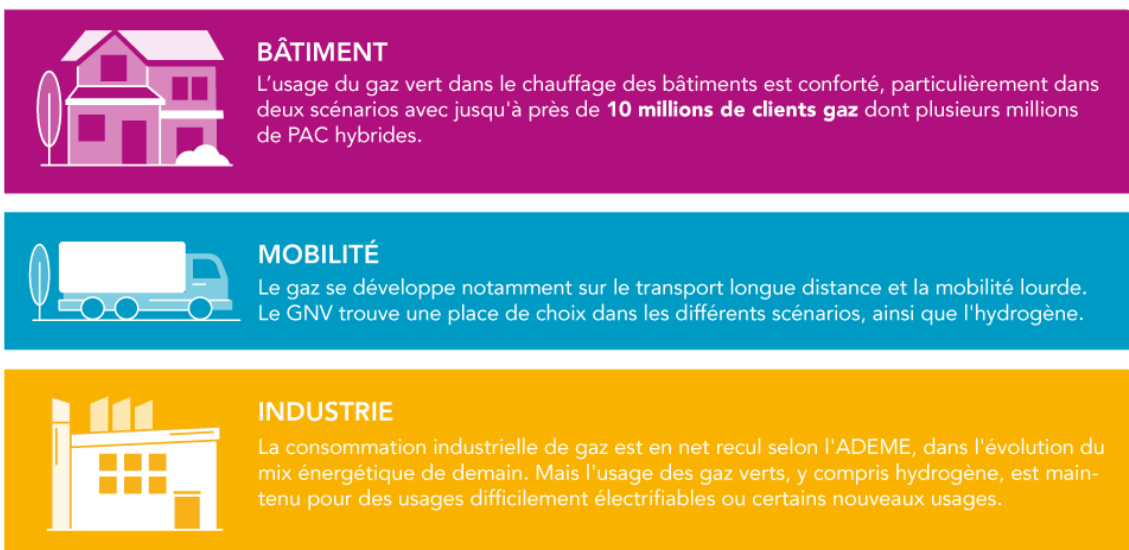 BÂTIMENT
L'usage du gaz vert dans le chauffage des bâtiments est conforté, particulièrement dans
deux scénarios avec jusqu'à près de 10 millions de clients gaz dont plusieurs millions
de PAC hybrides.
MOBILITÉ
Le gaz se développe notamment sur le transport longue distance et la mobilité lourde.
Le GNV trouve une place de choix dans les différents scénarios, ainsi que l'hydrogène.
INDUSTRIE
La consommation industrielle de gaz est en net recul selon l'ADEME, dans l'évolution du
mix énergétique de demain. Mais l'usage des gaz verts, y compris hydrogène, est main-
tenu pour des usages difficilement électrifiables ou certains nouveaux usages.